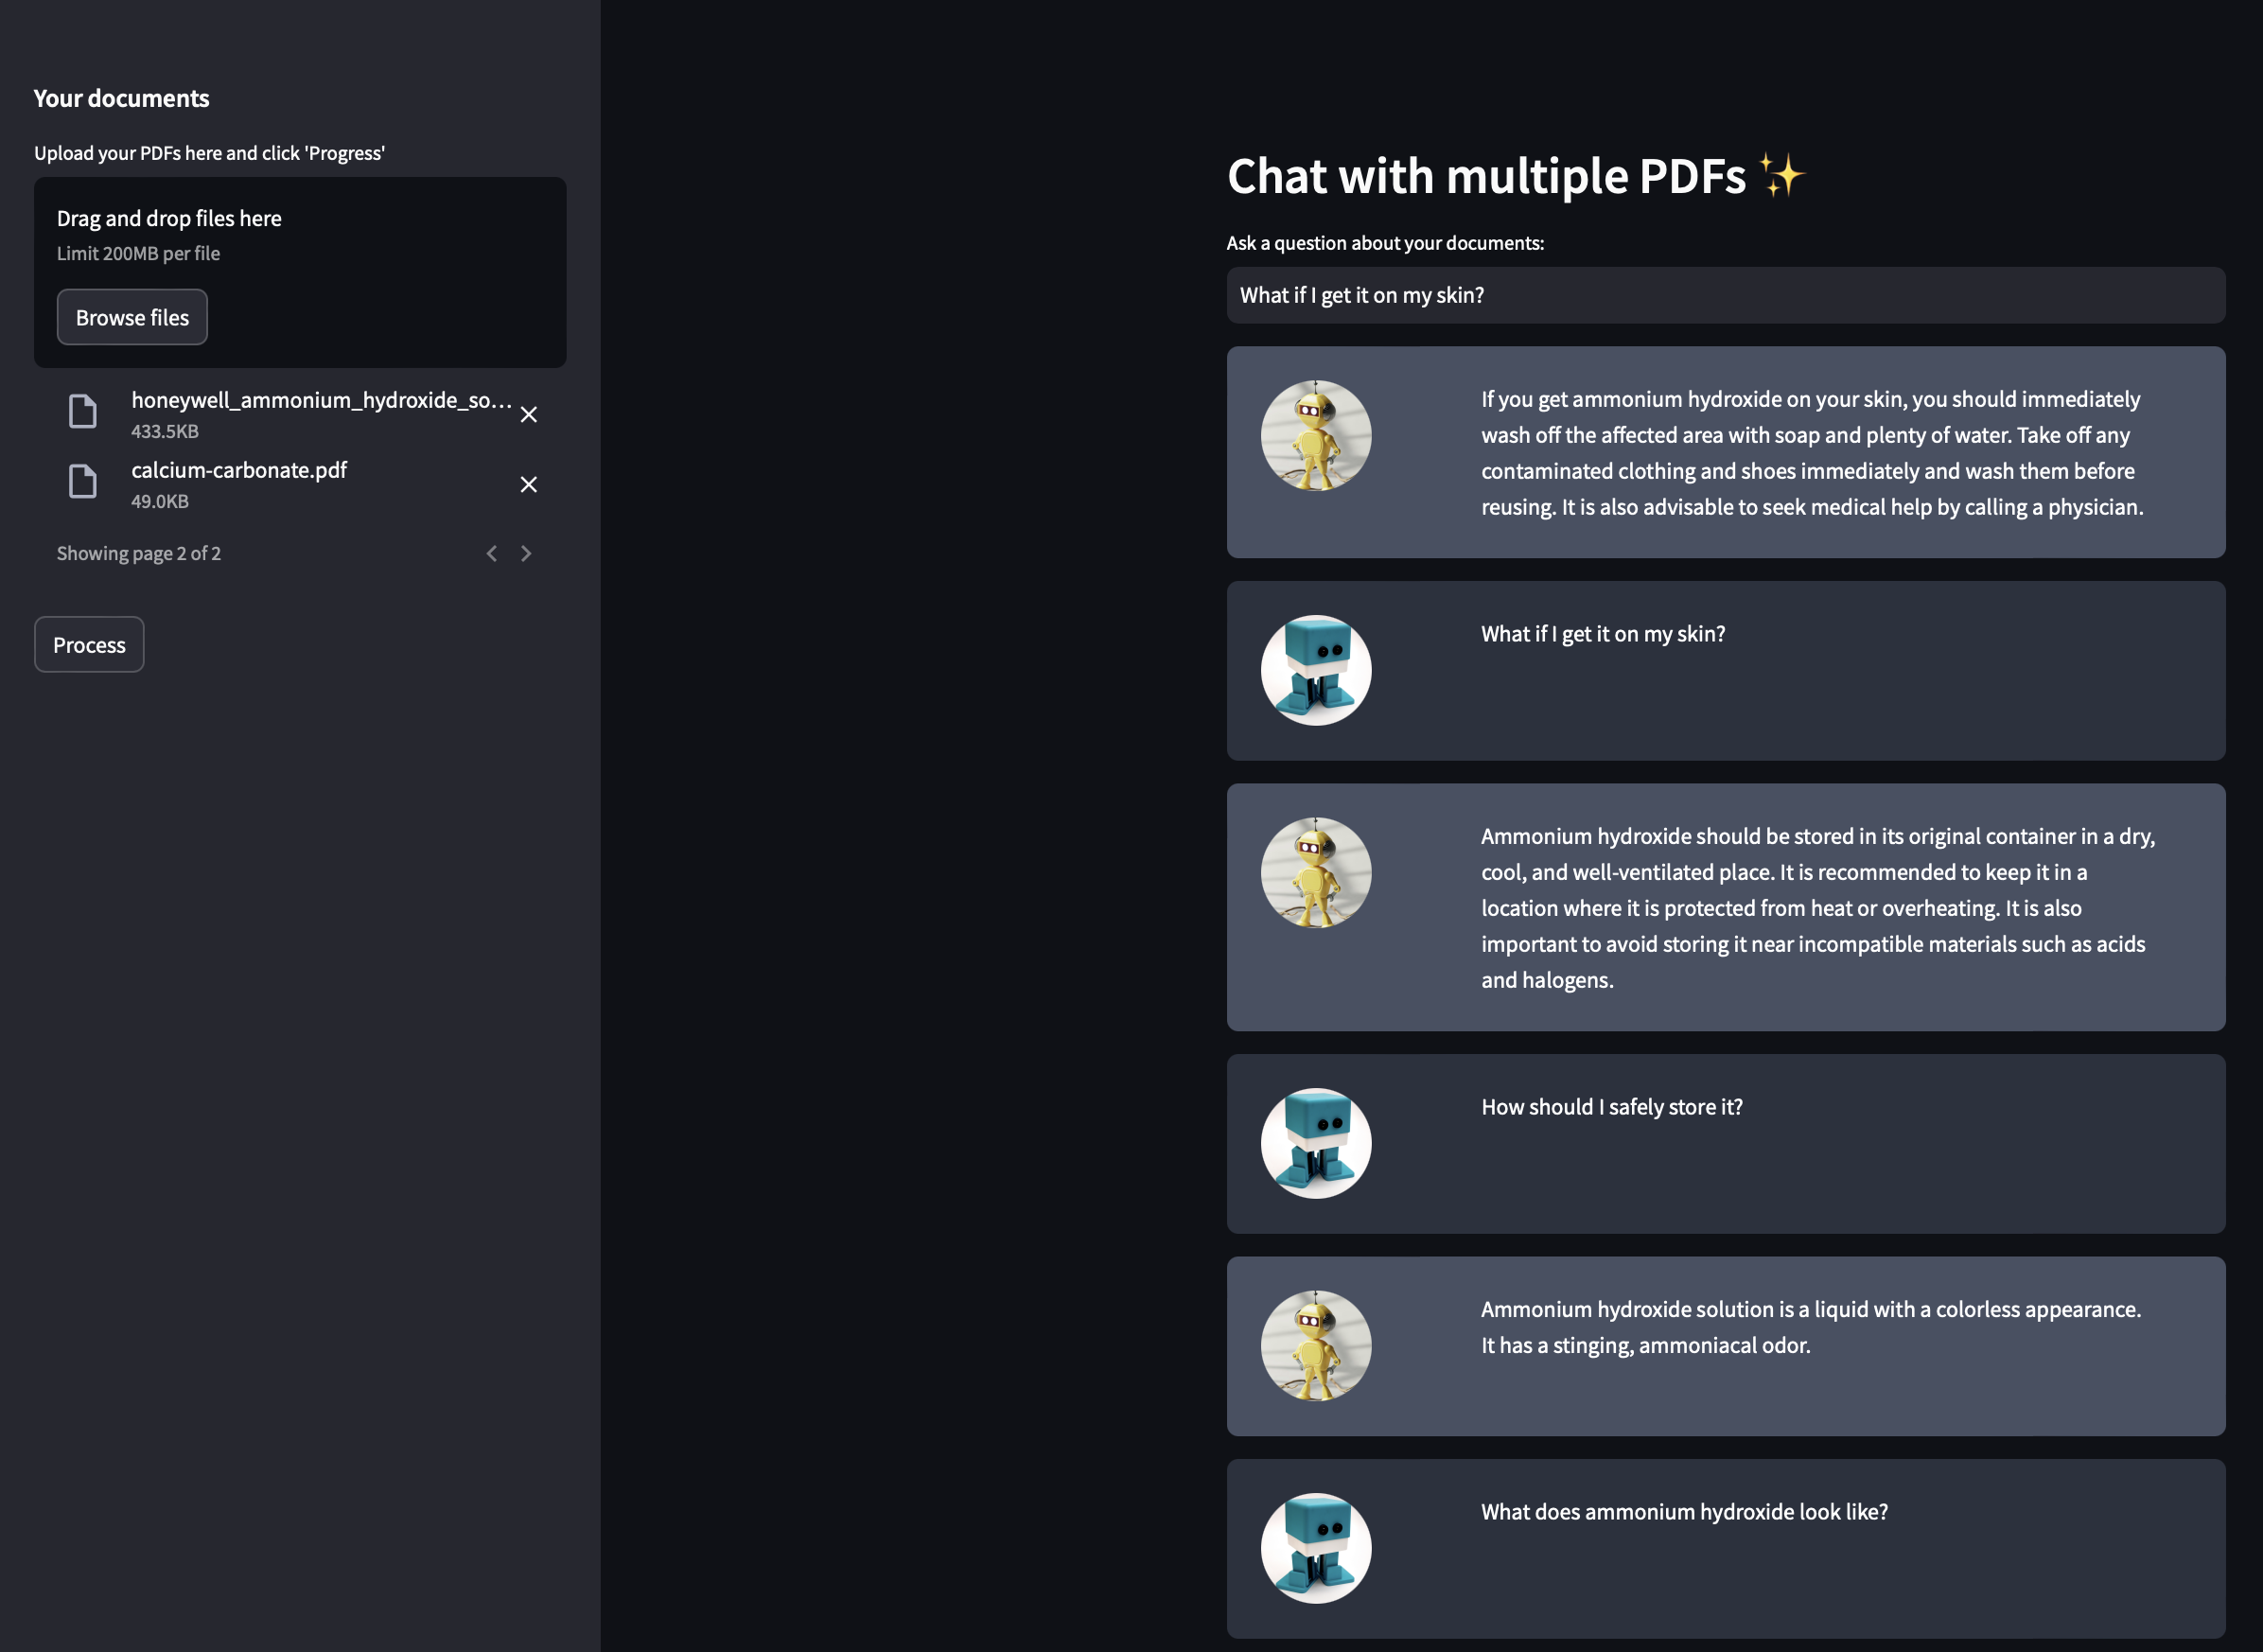 Your documents
Upload your PDFs here and click 'Progress'
Drag and drop files here
Limit 200MB per file
Browse files
honeywell_ammonium_hydroxide_so...
433.5KB
calcium-carbonate.pdf
49.0KB
Showing page 2 of 2
Process
Chat with multiple PDFs ✨
Ask a question about your documents:
What if I get it on my skin?
If you get ammonium hydroxide on your skin, you should immediately
wash off the affected area with soap and plenty of water. Take off any
contaminated clothing and shoes immediately and wash them before
reusing. It is also advisable to seek medical help by calling a physician.
What if I get it on my skin?
Ammonium hydroxide should be stored in its original container in a dry,
cool, and well-ventilated place. It is recommended to keep it in a
location where it is protected from heat or overheating. It is also
important to avoid storing it near incompatible materials such as acids
and halogens.
How should I safely store it?
Ammonium hydroxide solution is a liquid with a colorless appearance.
It has a stinging, ammoniacal odor.
What does ammonium hydroxide look like?